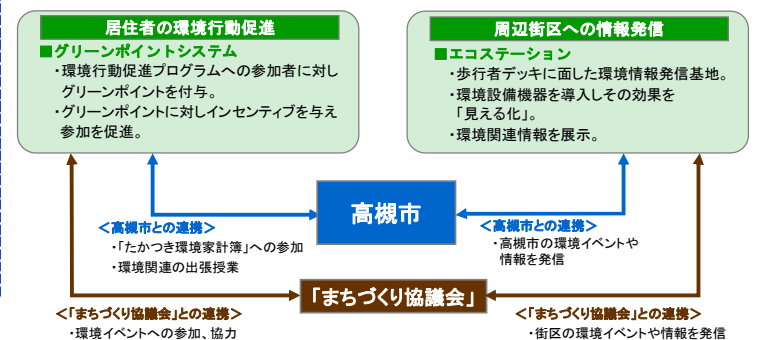 居住者の環境行動促進
■グリーンポイントシステム
・環境行動促進プログラムへの参加者に対し
グリーンポイントを付与。
・グリーンポイントに対しインセンティブを与え
参加を促進。
周辺街区への情報発信
■エコステーション
・歩行者デッキに面した環境情報発信基地。
・環境設備機器を導入しその効果を
「見える化」。
・環境関連情報を展示。
高槻市
<高槻市との連携>
・「たかつき環境家計簿」への参加
・環境関連の出張授業
<高槻市との連携>
・高槻市の環境イベントや
情報を発信
「まちづくり協議会」
<「まちづくり協議会」との連携>
・環境イベントへの参加、協力
<「まちづくり協議会」との連携>
・街区の環境イベントや情報を発信